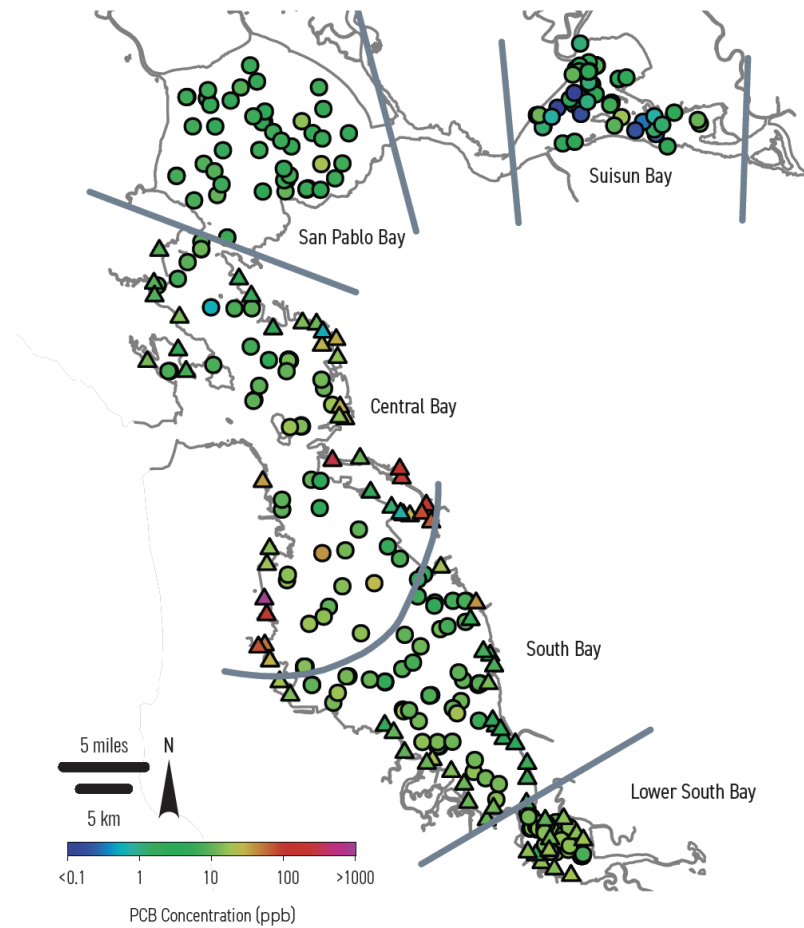 Suisun Bay
San Pablo Bay
Central Bay
South Bay
5 miles
N
5 km
Lower South Bay
<0.1
1
10
100
>1000
PCB Concentration (ppb)